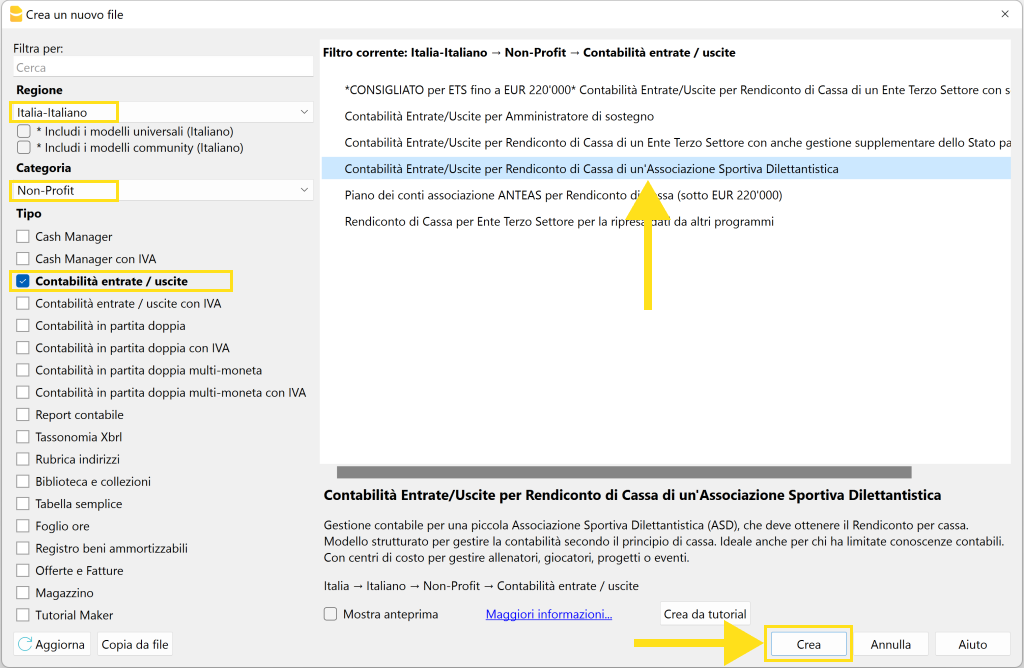 Crea un nuovo file
Filtra per:
Cerca
Regione
Italia-Italiano
* Includi i modelli universali (Italiano)
* Includi i modelli community (Italiano)
Categoria
Non-Profit
Tipo
Cash Manager
Cash Manager con IVA
Contabilità entrate / uscite
Contabilità entrate / uscite con IVA
Contabilità in partita doppia
Contabilità in partita doppia con IVA
Contabilità in partita doppia multi-moneta
Contabilità in partita doppia multi-moneta con IVA
Report contabile
Tassonomia Xbrl
Rubrica indirizzi
Biblioteca e collezioni
Tabella semplice
Foglio ore
Registro beni ammortizzabili
Offerte e Fatture
Magazzino
Tutorial Maker
Aggiorna
Copia da file
Filtro corrente: Italia-Italiano → Non-Profit → Contabilità entrate / uscite
*CONSIGLIATO per ETS fino a EUR 220'000* Contabilità Entrate/Uscite per Rendiconto di Cassa di un Ente Terzo Settore con s
Contabilità Entrate/Uscite per Amministratore di sostegno
Contabilità Entrate/Uscite per Rendiconto di Cassa di un Ente Terzo Settore con anche gestione supplementare dello Stato pa
Contabilità Entrate/Uscite per Rendiconto di Cassa di un'Associazione Sportiva Dilettantistica
Piano dei conti associazione ANTEAS per Rendiconto di Cassa (sotto EUR 220'000)
Rendiconto di Cassa per Ente Terzo Settore per la ripresa dati da altri programmi
Contabilità Entrate/Uscite per Rendiconto di Cassa di un'Associazione Sportiva Dilettantistica
Gestione contabile per una piccola Associazione Sportiva Dilettantistica (ASD), che deve ottenere il Rendiconto per cassa.
Modello strutturato per gestire la contabilità secondo il principio di cassa. Ideale anche per chi ha limitate conoscenze contabili.
Con centri di costo per gestire allenatori, giocatori, progetti o eventi.
Italia → Italiano → Non-Profit → Contabilità entrate / uscite
Mostra anteprima
Maggiori informazioni...
Crea da tutorial
Crea
Annulla
Aiuto